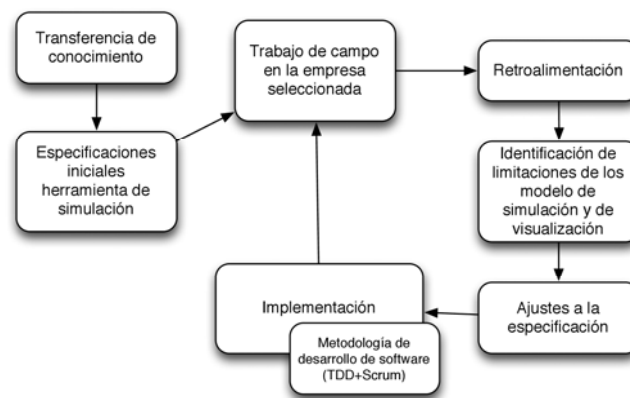 Transferencia de
conocimiento
Especificaciones
iniciales
herramienta de
simulación
Trabajo de campo
en la empresa
seleccionada
Retroalimentación
Identificación de
limitaciones de los
modelo de
simulación y de
visualización
Ajustes a la
especificación
Implementación
Metodología de
desarrollo de software
(TDD+Scrum)